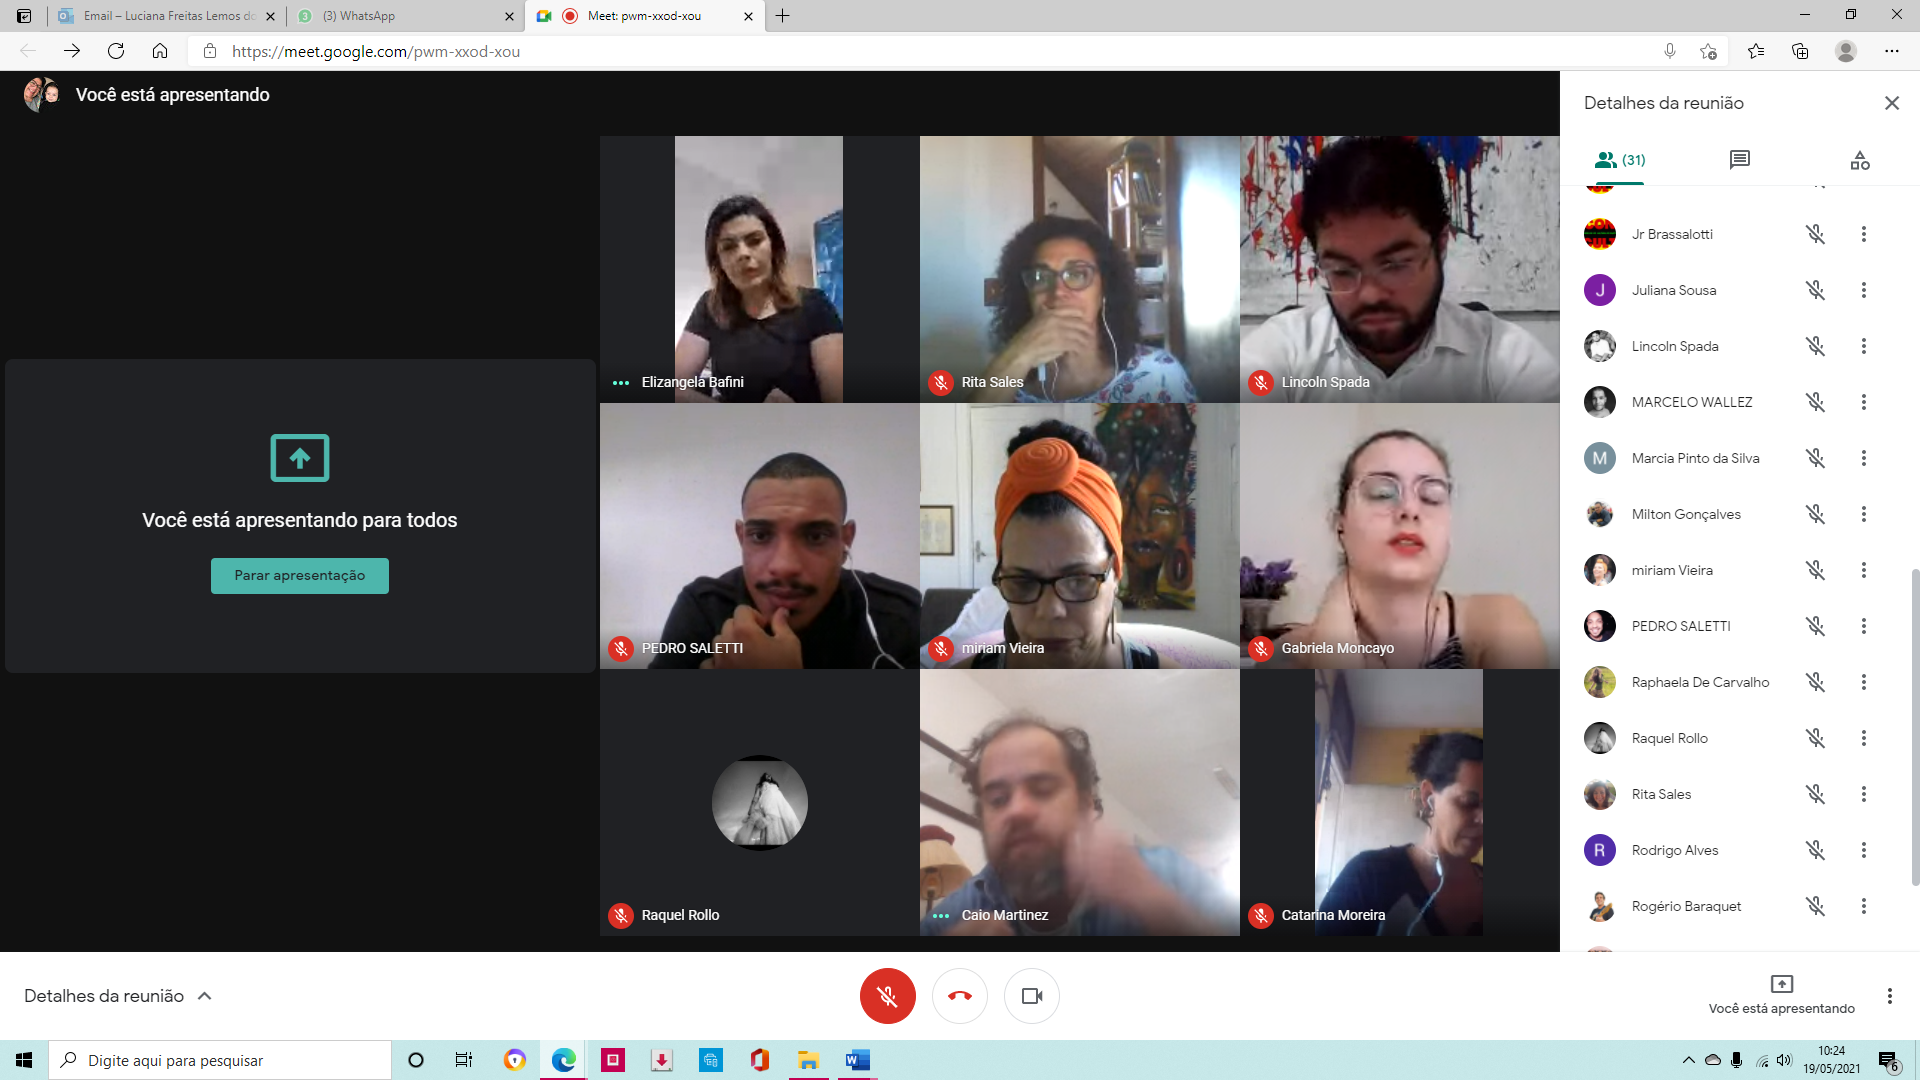 Email – Luciana Freitas Lemos do
(3) WhatsApp
Meet: pwm-xxod-xou
https://meet.google.com/pwm-xxod-xou
Você está apresentando
Detalhes da reunião
(31)
Jr Brassalotti
Juliana Sousa
Lincoln Spada
MARCELO WALLEZ
Marcia Pinto da Silva
Milton Gonçalves
miriam Vieira
PEDRO SALETTI
Raphaela De Carvalho
Raquel Rollo
Rita Sales
Rodrigo Alves
Rogério Baraquet
Você está apresentando para todos
Parar apresentação
Elizangela Bafini
Rita Sales
Lincoln Spada
PEDRO SALETTI
miriam Vieira
Gabriela Moncayo
Raquel Rollo
Caio Martinez
Catarina Moreira
Detalhes da reunião
Você está apresentando
Digite aqui para pesquisar
10:24
19/05/2021
6